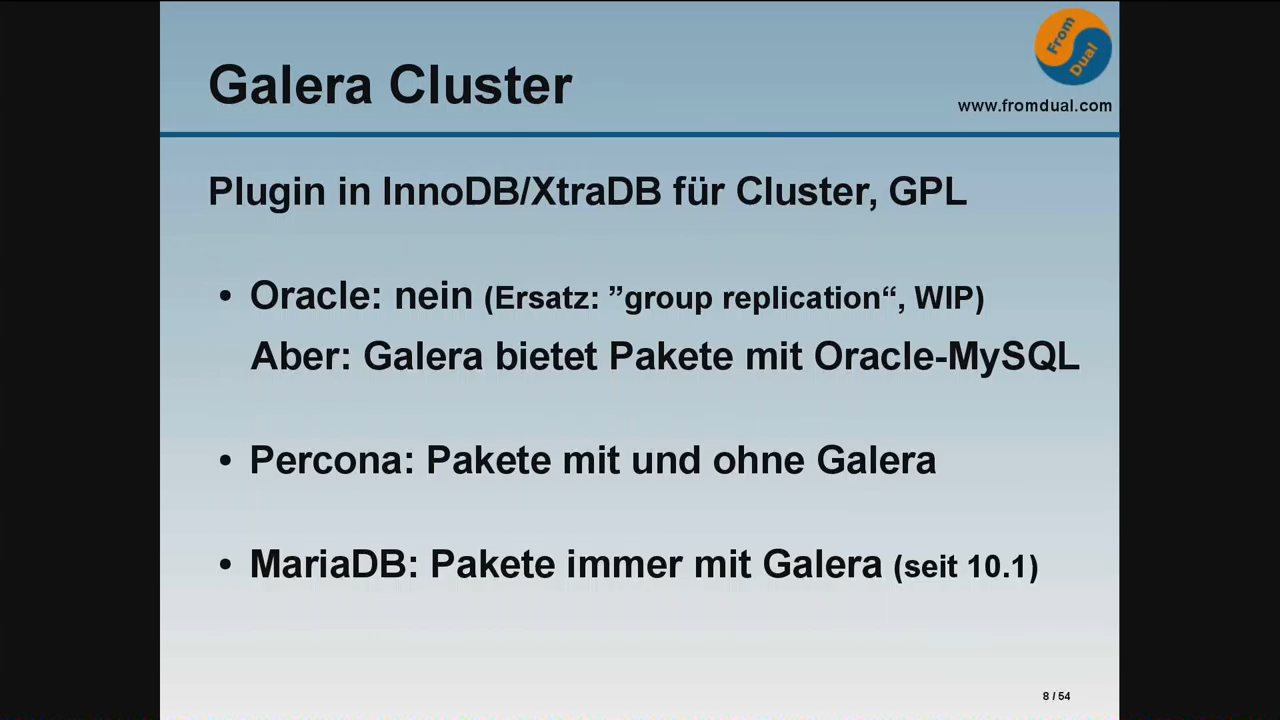 From
Dual
Galera Cluster
www.fromdual.com
Plugin in InnoDB/XtraDB für Cluster, GPL
• Oracle: nein (Ersatz: ”group replication“, WIP)
Aber: Galera bietet Pakete mit Oracle-MySQL
• Percona: Pakete mit und ohne Galera
• MariaDB: Pakete immer mit Galera (seit 10.1)
8 / 54